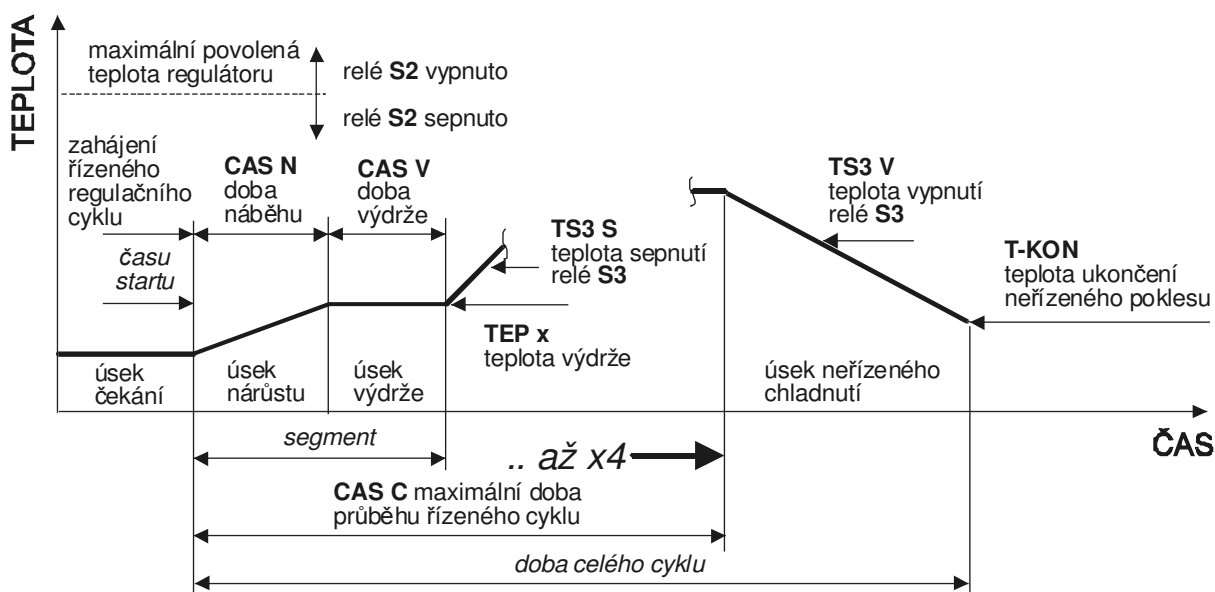 TEPLOTA
maximální povolená
teplota regulátoru
relé S2 vypnuto
relé S2 sepnuto
zahájení
řízeného
regulačního
cyklu
CAS N
doba
náběhu
CAS V
doba
výdrže
času
startu
TS3 S
teplota sepnutí
relé S3
TEP x
teplota výdrže
TS3 V
teplota vypnutí
relé S3
T-KON
teplota ukončení
neřízeného poklesu
úsek
čekání
úsek
nárůstu
úsek
výdrže
úsek neřízeného
chladnutí
segment
.. až x4
ČAS
CAS C maximální doba
průběhu řízeného cyklu
doba celého cyklu